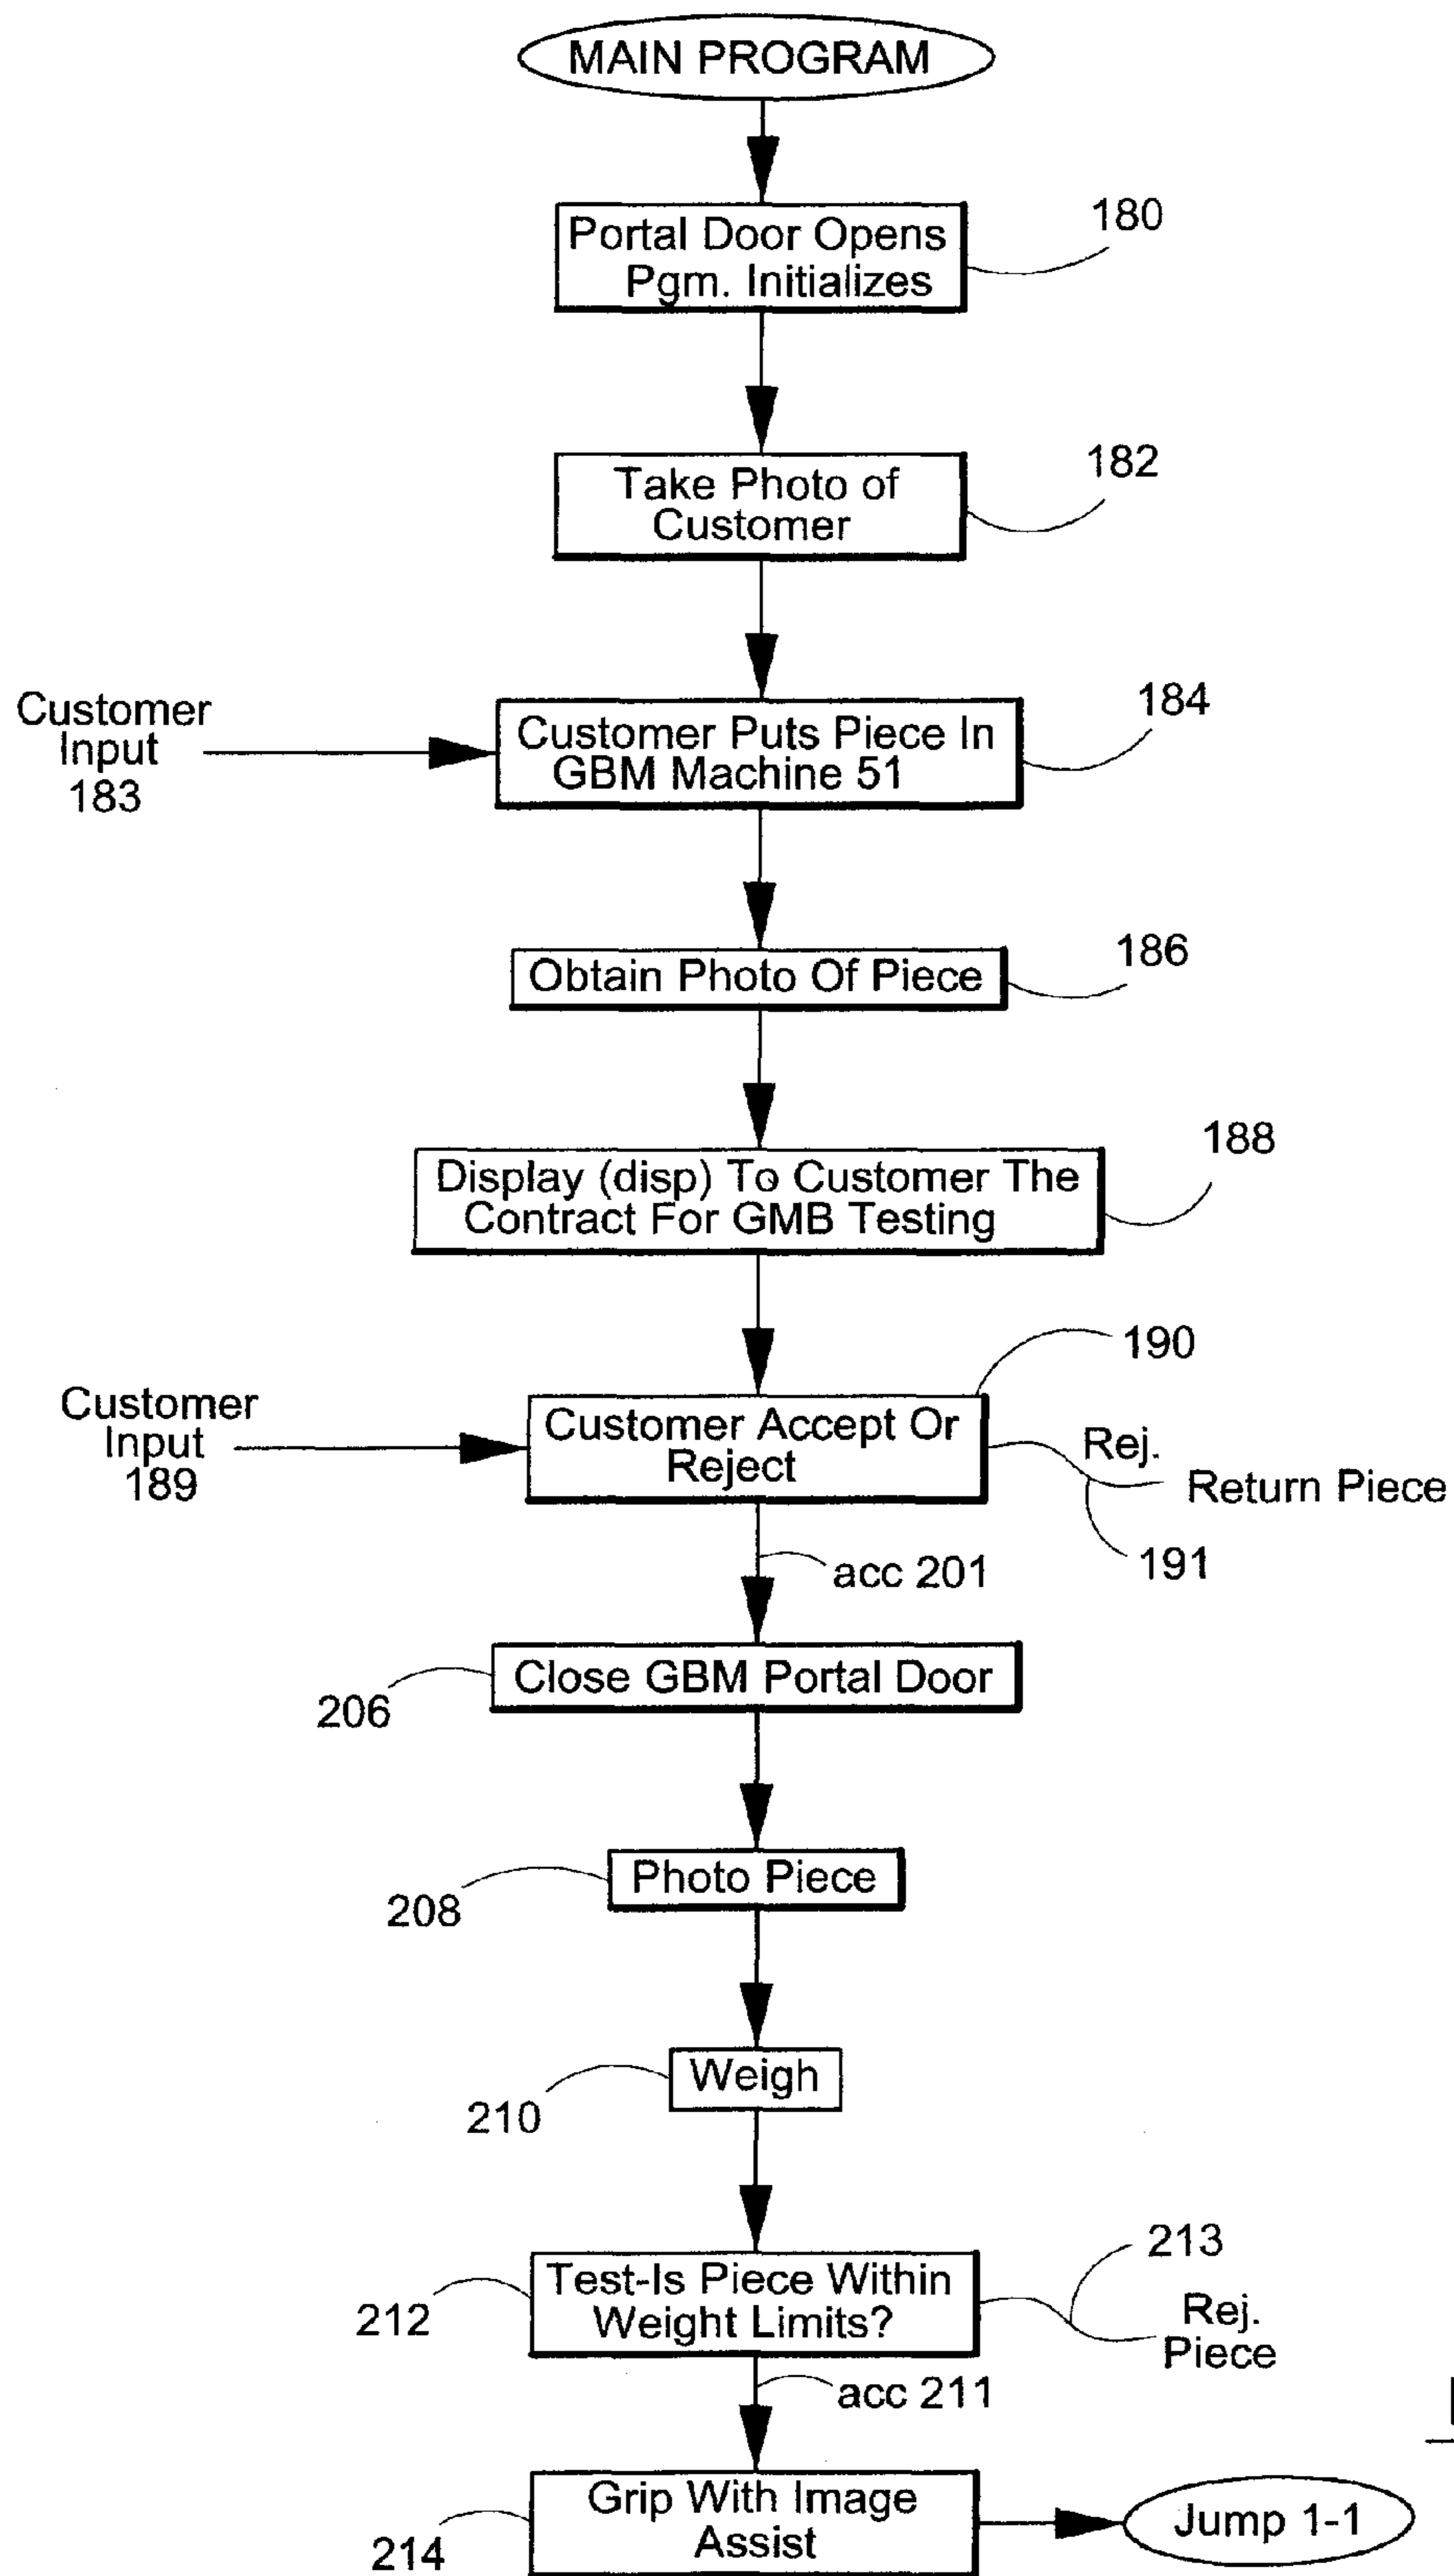 MAIN PROGRAM
Portal Door Opens
Pgm. Initializes
180
Take Photo of
Customer
182
Customer
Input
183
Customer Puts Piece In
GBM Machine 51
184
Obtain Photo Of Piece
186
Display (disp) To Customer The
Contract For GMB Testing
188
Customer
Input
189
Customer Accept Or
Reject
190
Rej.
Return Piece
191
acc 201
Close GBM Portal Door
206
Photo Piece
208
Weigh
210
Test-Is Piece Within
Weight Limits?
212
213
Rej.
Piece
acc 211
Grip With Image
Assist
214
Jump 1-1